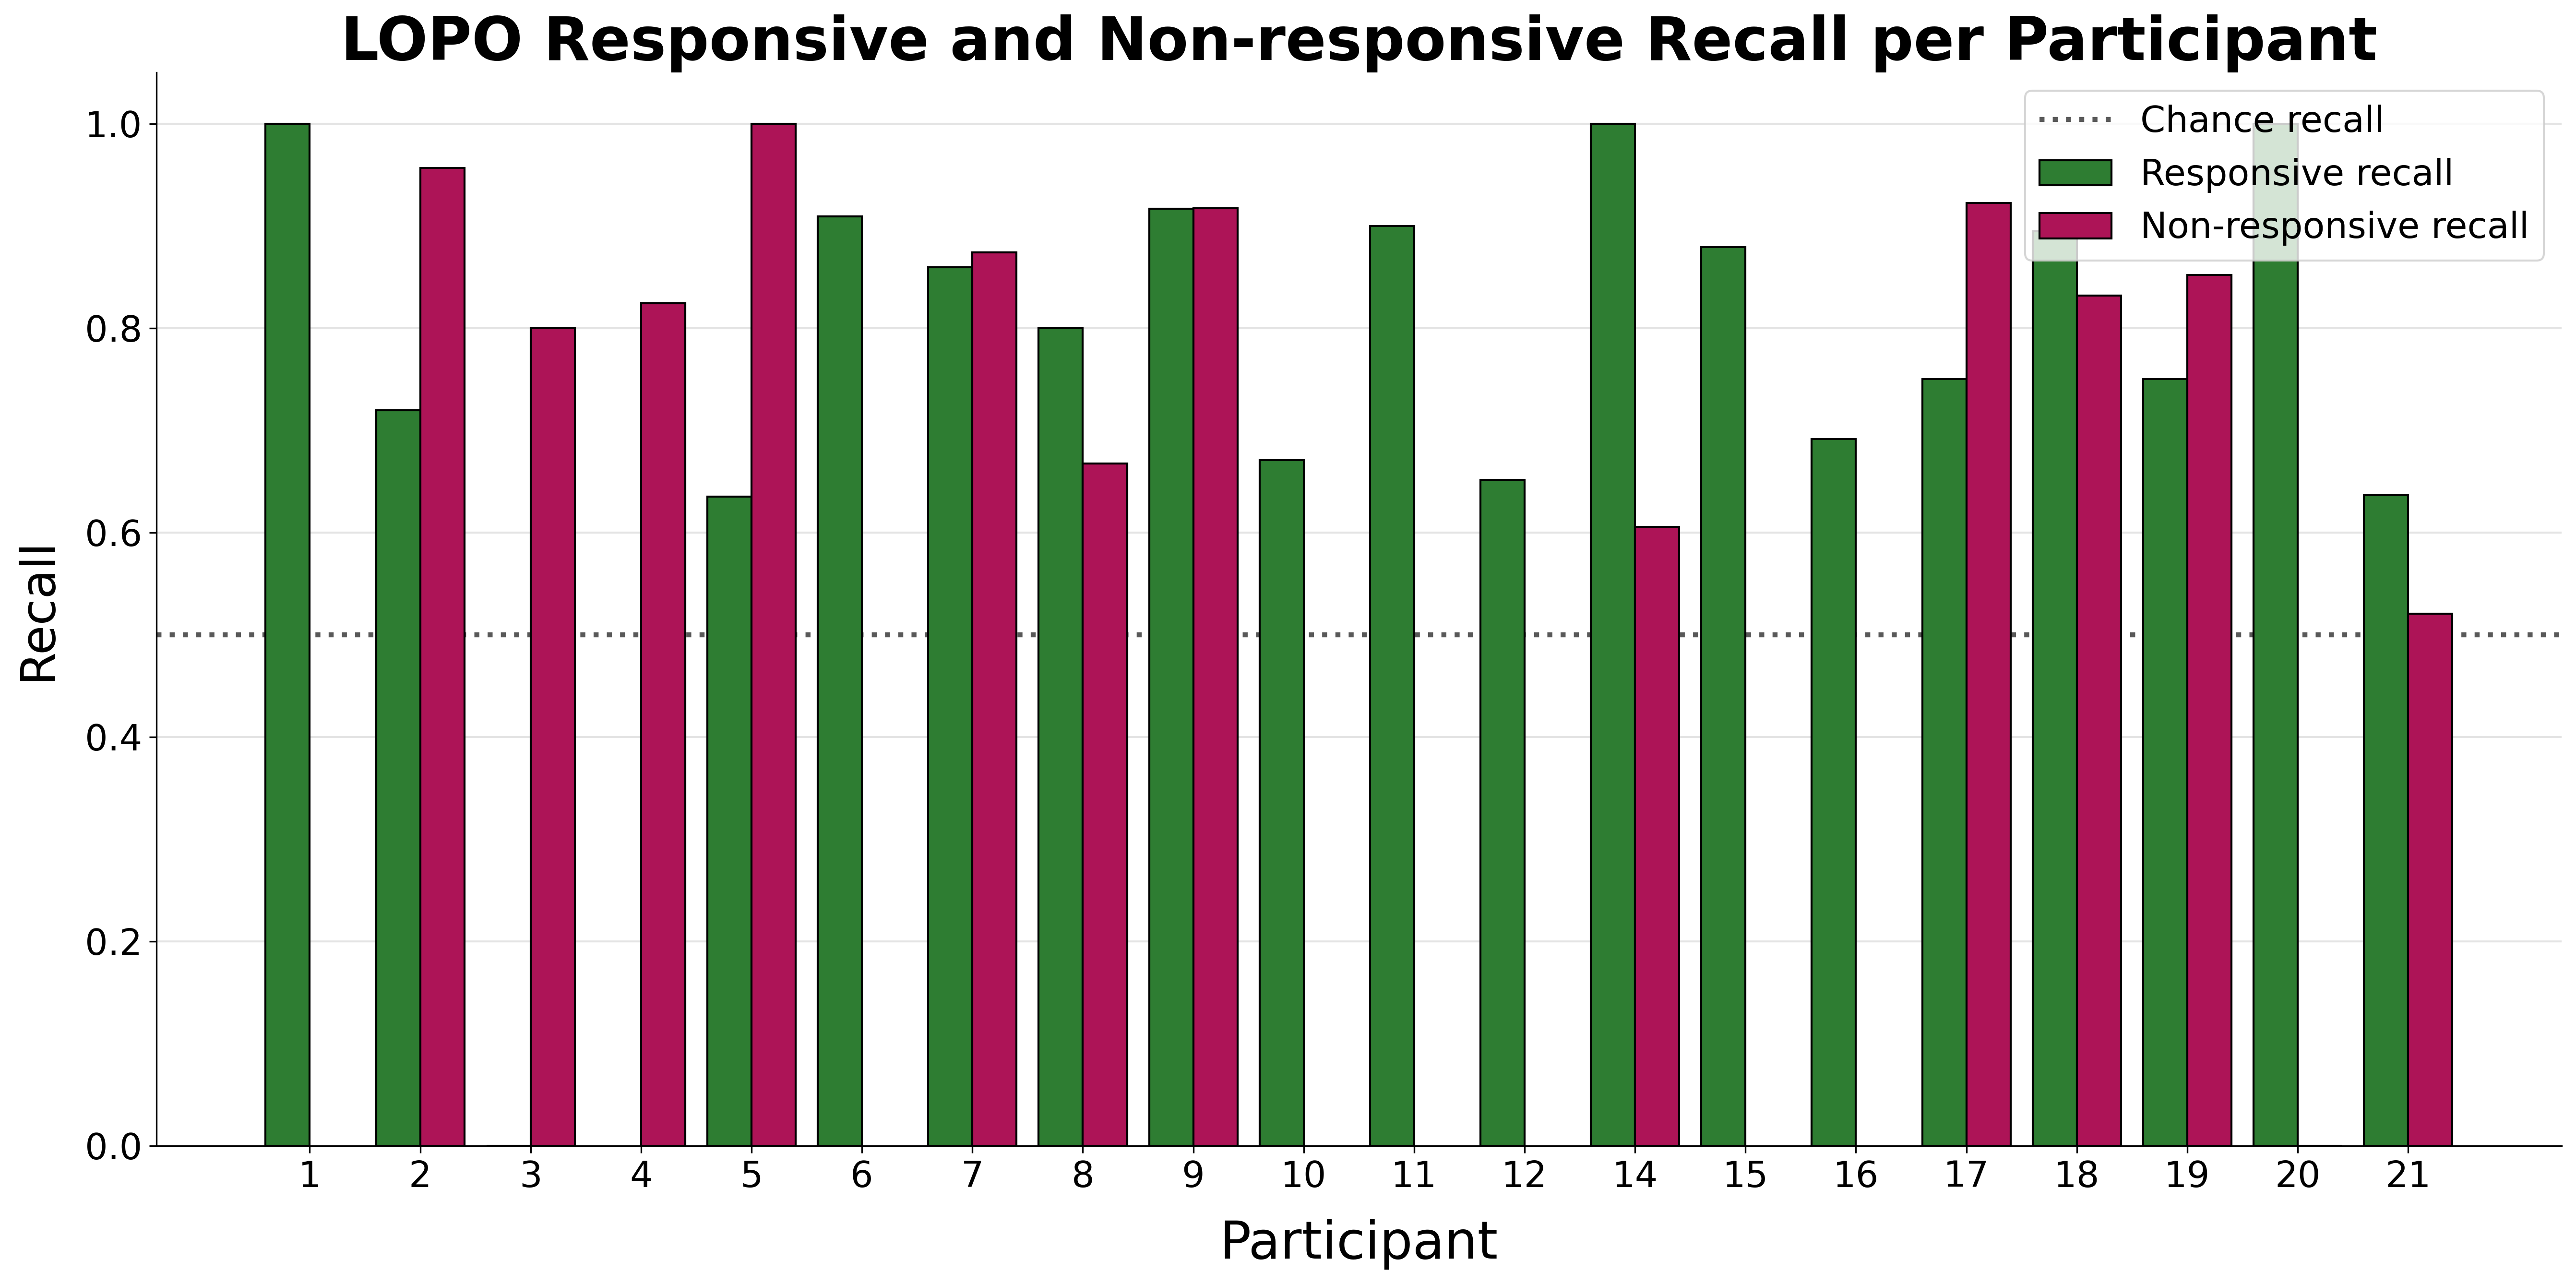 LOPO Responsive and Non-responsive Recall per Participant
Chance recall
Responsive recall
Non-responsive recall
1.0
0.8
0.6
0.4
0.2
0.0
Recall
1 2 3 4 5 6 7 8 9 10 11 12 14 15 16 17 18 19 20 21
Participant